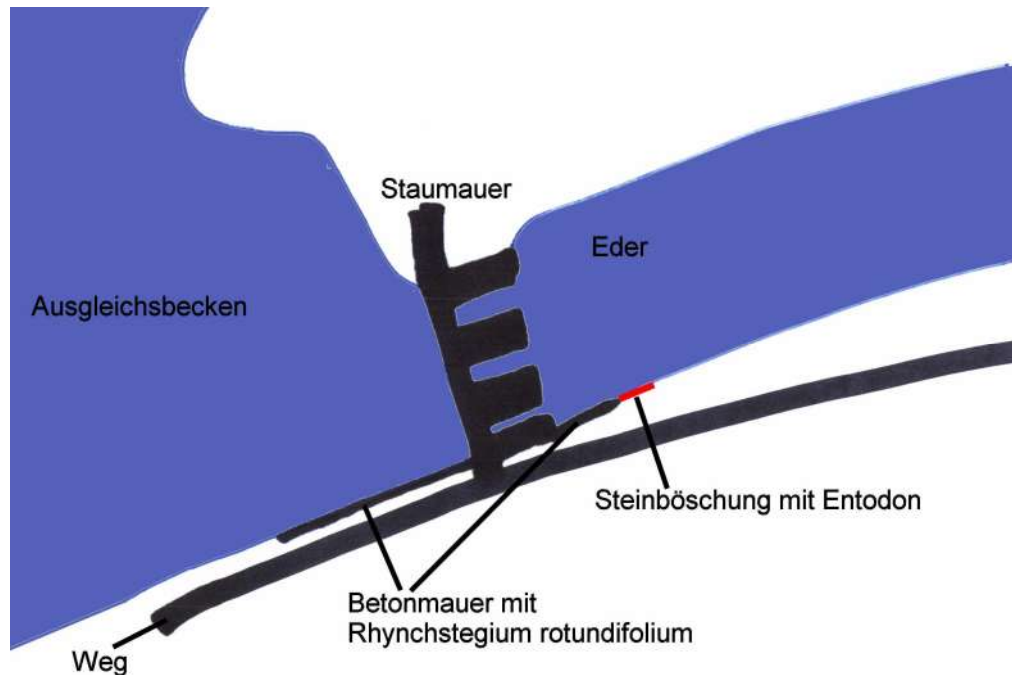 Staumauer
Eder
Ausgleichsbecken
Steinböschung mit Entodon
Betonmauer mit
Rhynchstegium rotundifolium
Weg